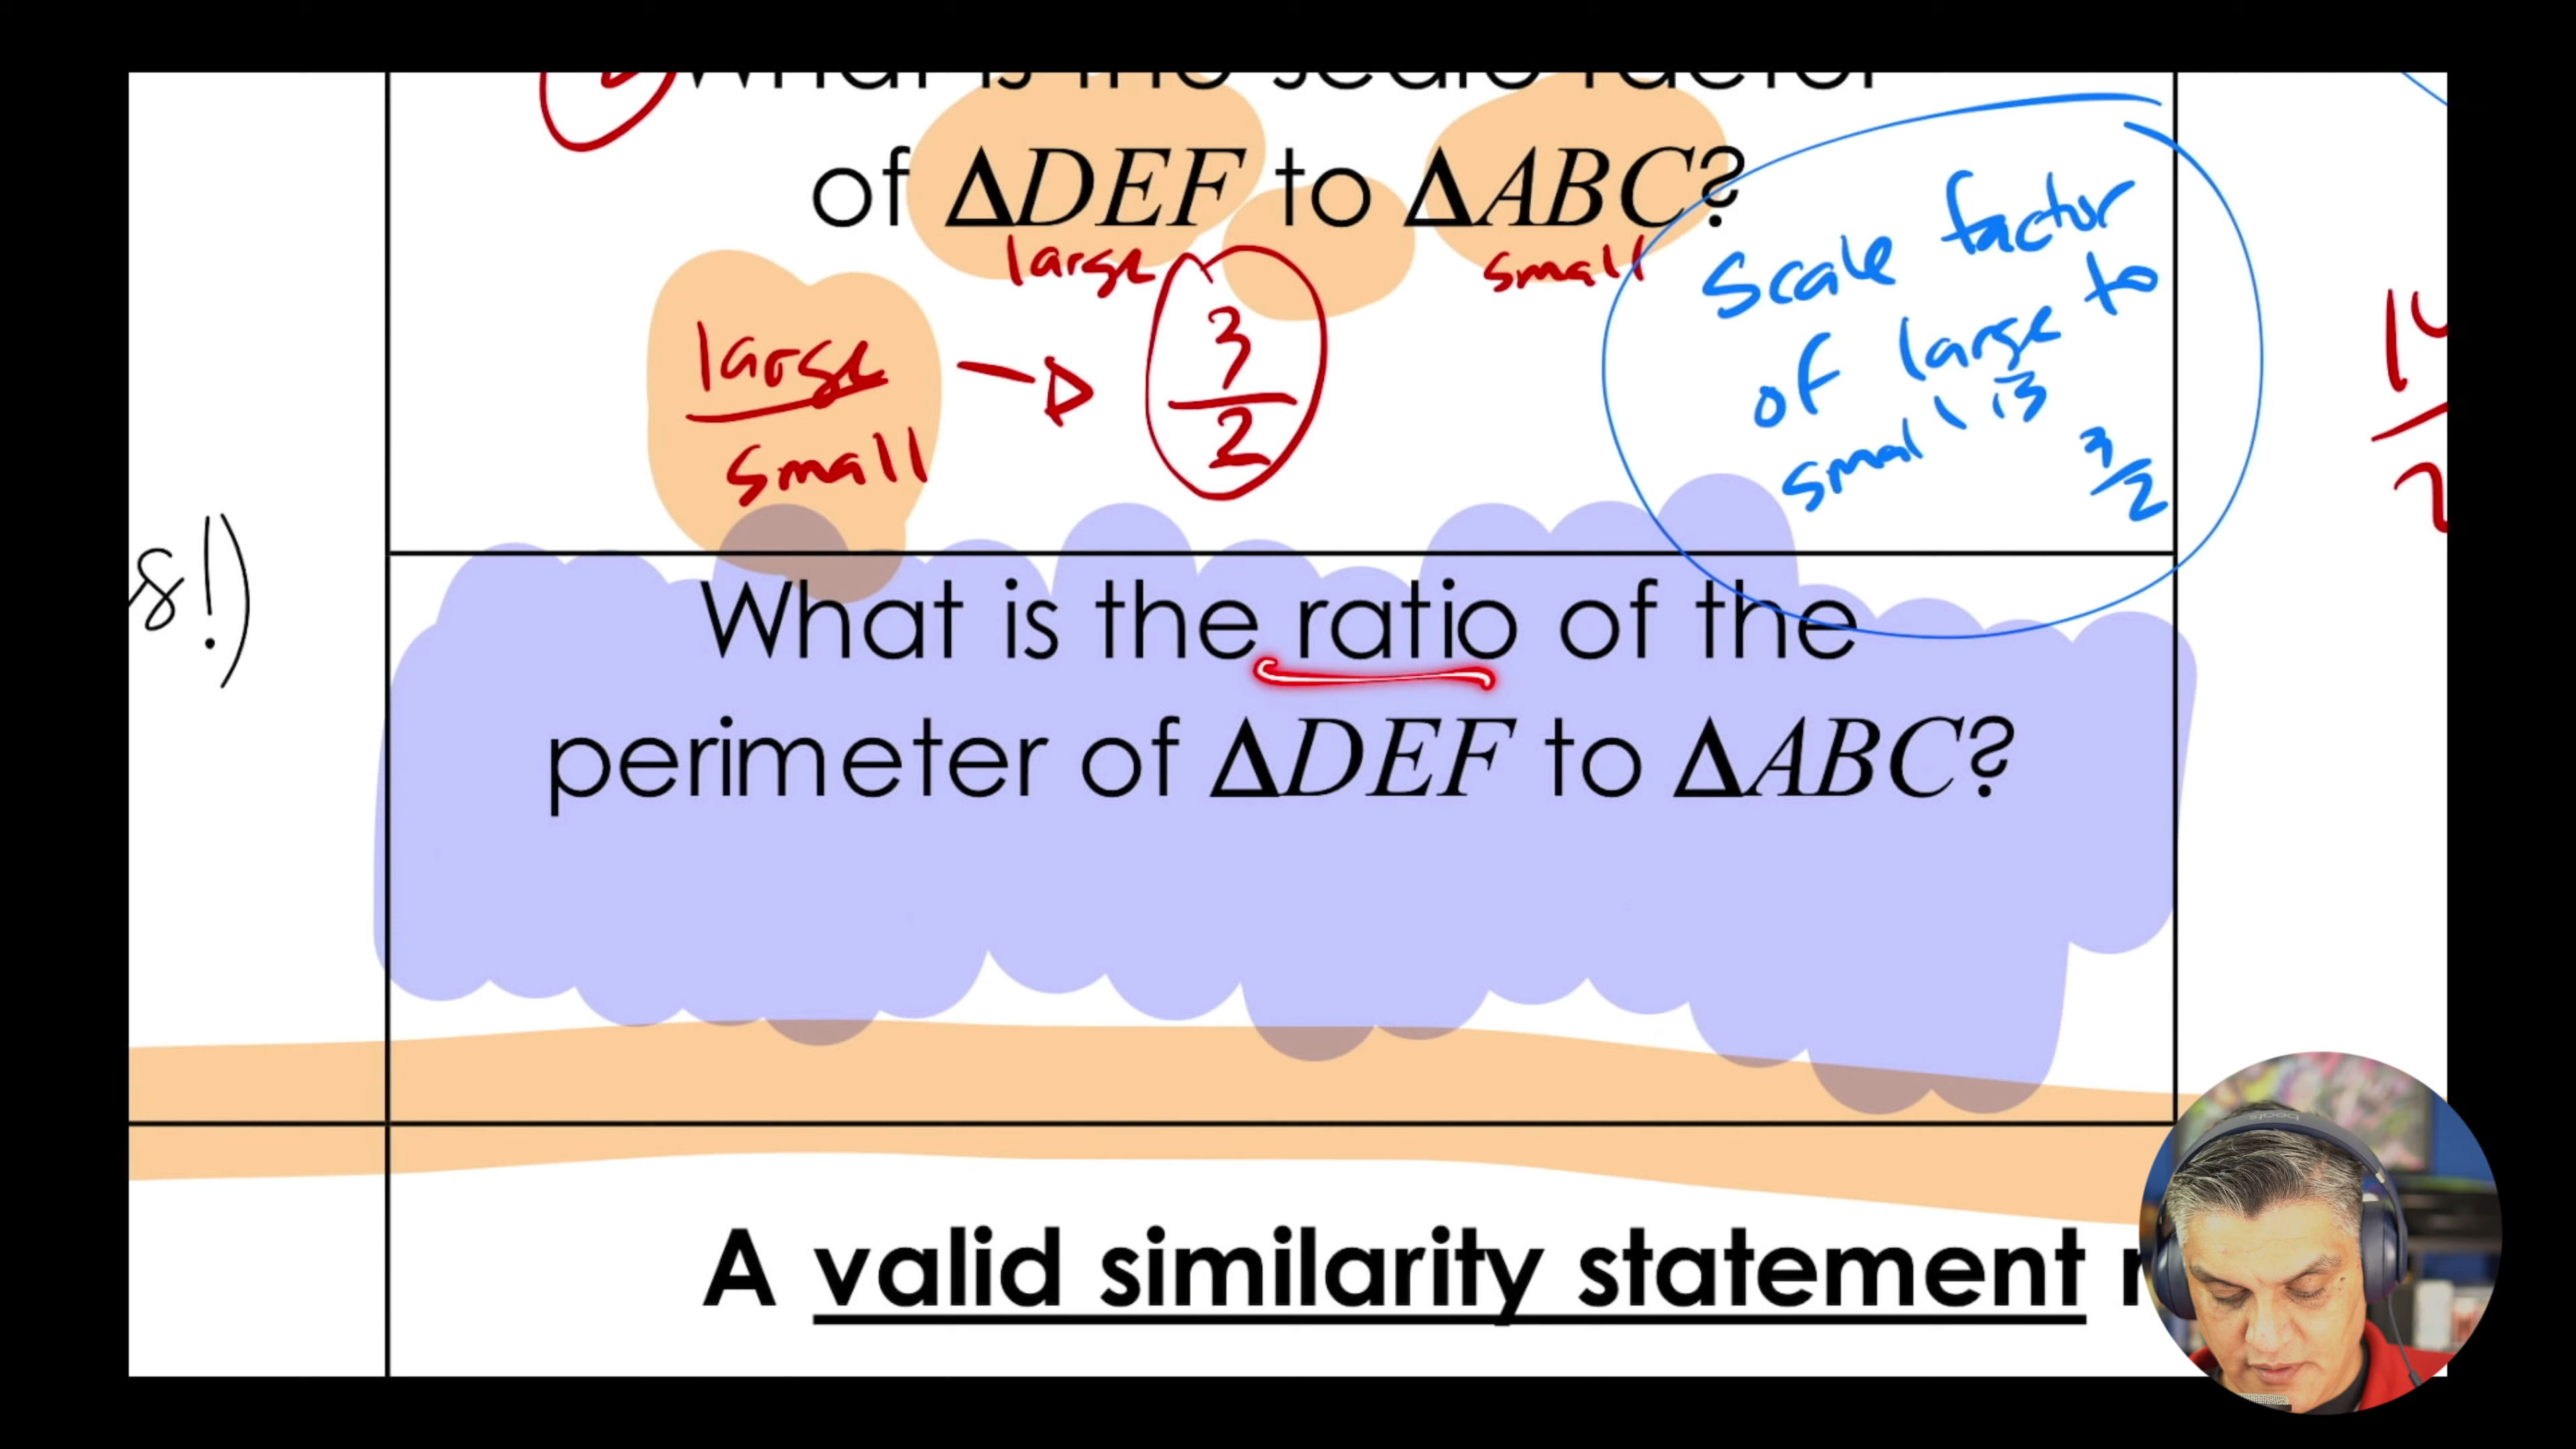 What is the scale factor
of ΔDEF to ΔABC?
large small
large
small
3
2
Scale factor
of large to
small is
3/2
s!)
What is the ratio of the
perimeter of ΔDEF to ΔABC?
A valid similarity statement
beats